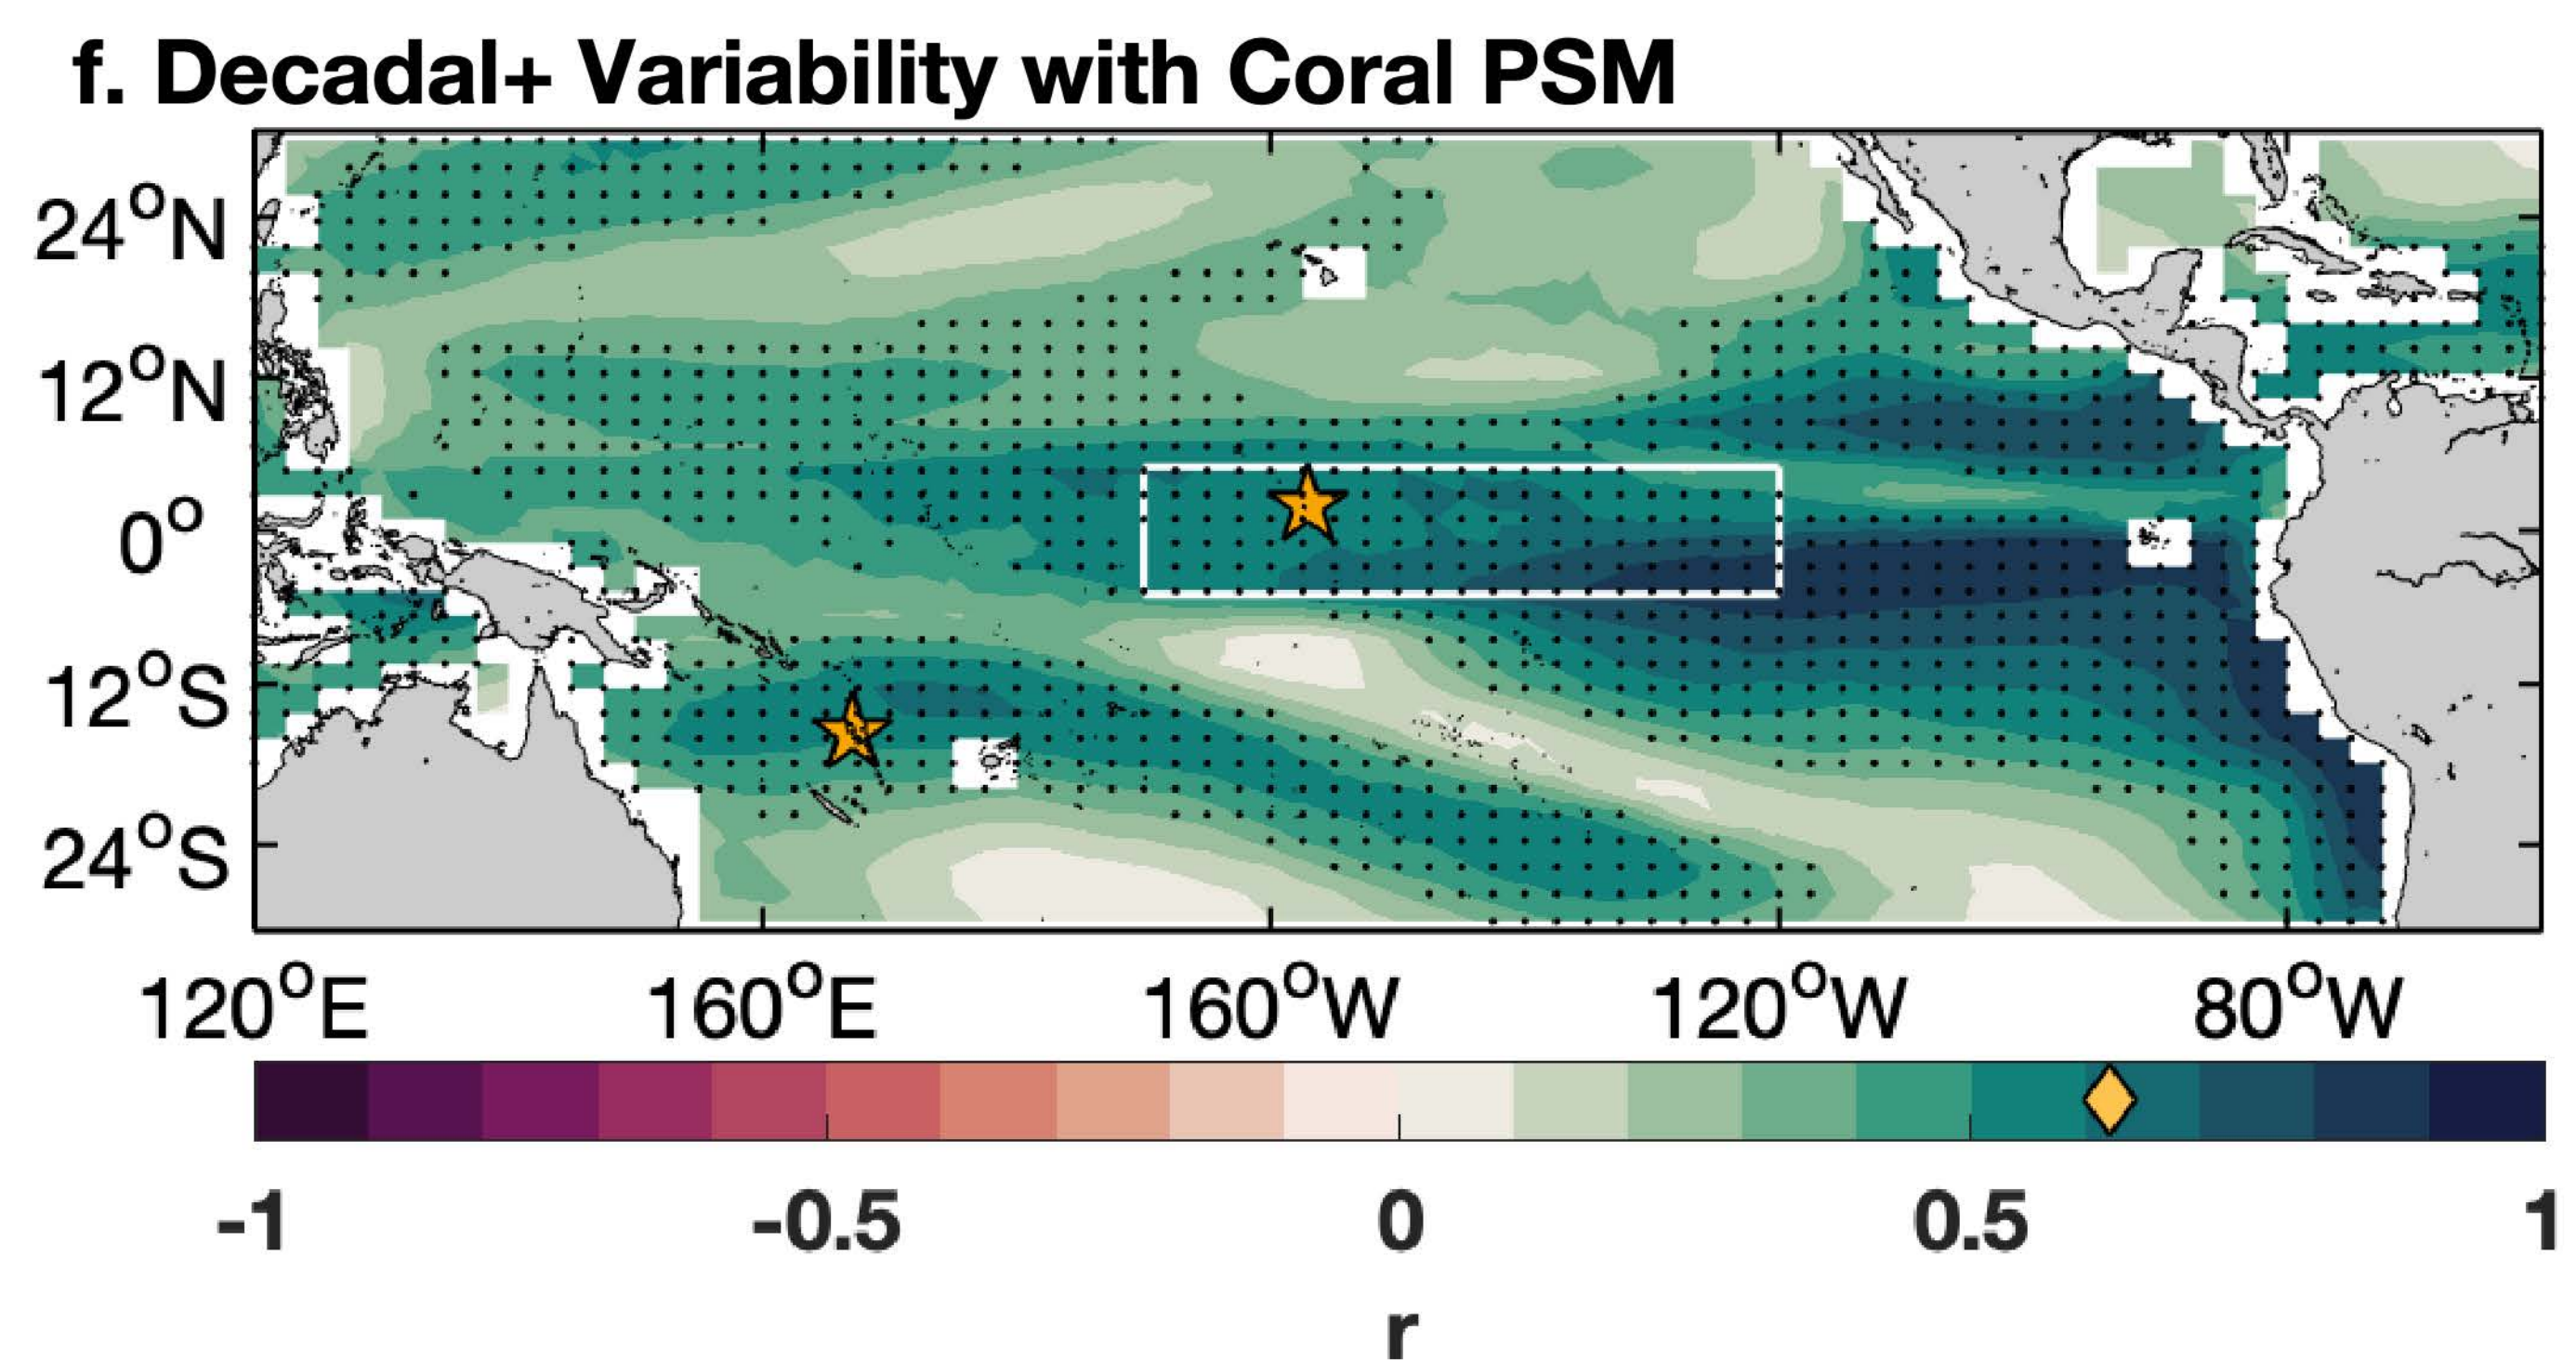 f. Decadal+ Variability with Coral PSM
24°N
12°N
0°
12°S
24°S
120°E 160°E 160°W 120°W 80°W
-1 -0.5 0 0.5 1
r